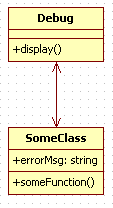 Debug
+display()
SomeClass
+errorMsg: string
+someFunction()